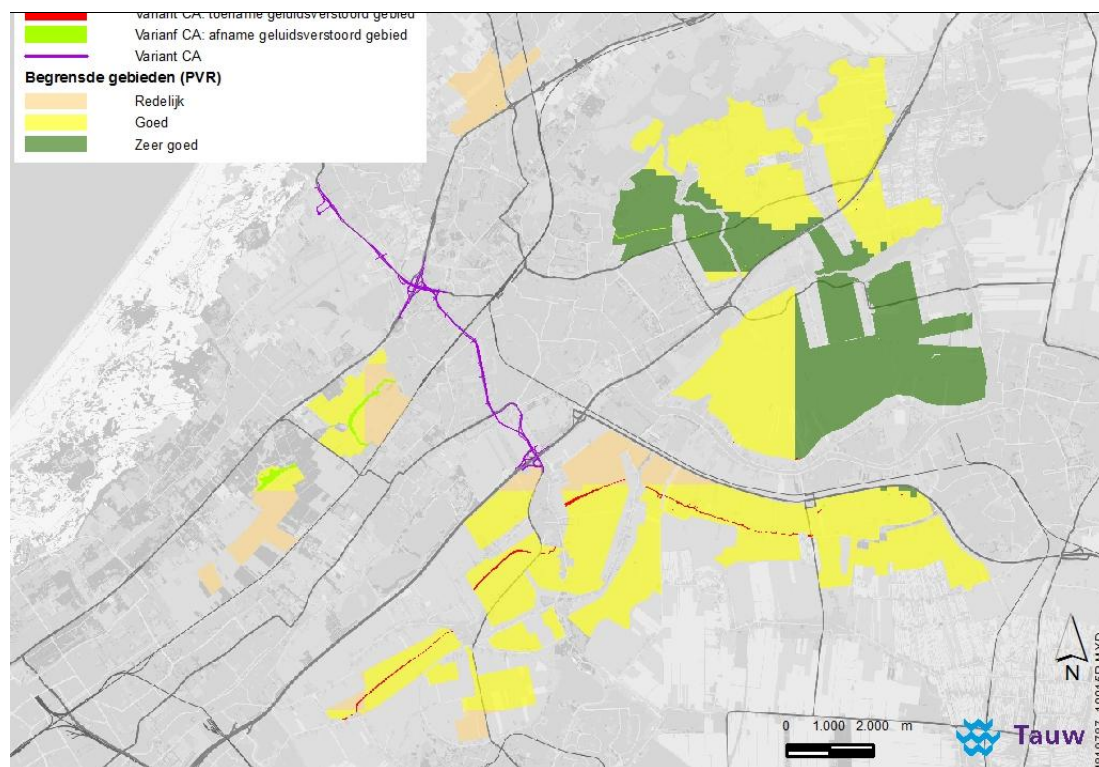 Variant CA: toename geluidsverstoord gebied
Varianf CA: afname geluidsverstoord gebied
Variant CA
Begrensde gebieden (PVR)
Redelijk
Goed
Zeer goed
N
0 1.000 2.000 m
Tauw